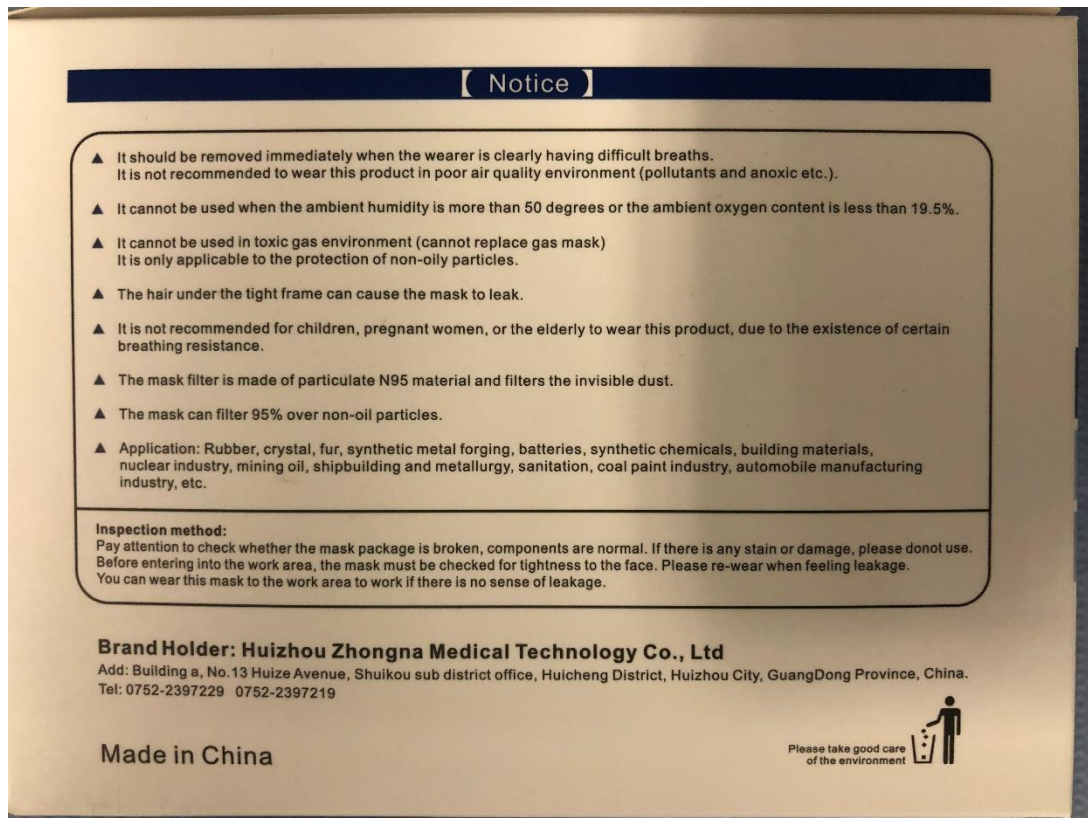 【 Notice 】
▲ It should be removed immediately when the wearer is clearly having difficult breaths.
It is not recommended to wear this product in poor air quality environment (pollutants and anoxic etc.).
▲ It cannot be used when the ambient humidity is more than 50 degrees or the ambient oxygen content is less than 19.5%.
▲ It cannot be used in toxic gas environment (cannot replace gas mask)
It is only applicable to the protection of non-oily particles.
▲ The hair under the tight frame can cause the mask to leak.
▲ It is not recommended for children, pregnant women, or the elderly to wear this product, due to the existence of certain
breathing resistance.
▲ The mask filter is made of particulate N95 material and filters the invisible dust.
▲ The mask can filter 95% over non-oil particles.
▲ Application: Rubber, crystal, fur, synthetic metal forging, batteries, synthetic chemicals, building materials,
nuclear industry, mining oil, shipbuilding and metallurgy, sanitation, coal paint industry, automobile manufacturing
industry, etc.
Inspection method:
Pay attention to check whether the mask package is broken, components are normal. If there is any stain or damage, please donot use.
Before entering into the work area, the mask must be checked for tightness to the face. Please re-wear when feeling leakage.
You can wear this mask to the work area to work if there is no sense of leakage.
Brand Holder: Huizhou Zhongna Medical Technology Co., Ltd
Add: Building a, No.13 Huize Avenue, Shuikou sub district office, Huicheng District, Huizhou City, GuangDong Province, China.
Tel: 0752-2397229 0752-2397219
Made in China
Please take good care
of the environment